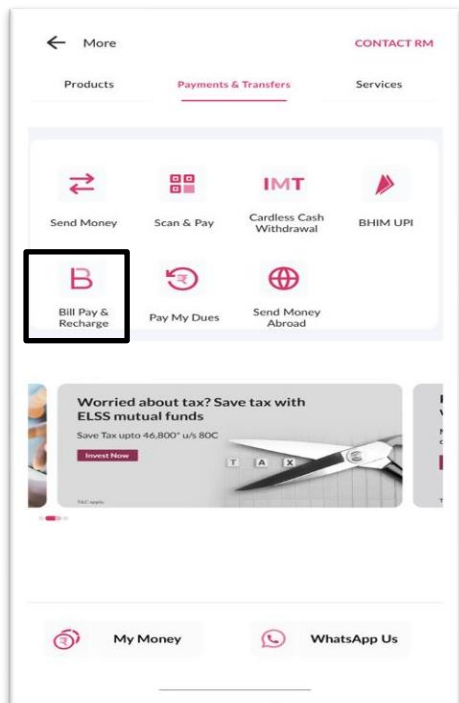 More
CONTACT RM
Products
Payments & Transfers
Services
IMT
Send Money
Scan & Pay
Cardless Cash
Withdrawal
BHIM UPI
B
Bill Pay &
Recharge
₹
Pay My Dues
Send Money
Abroad
Worried about tax? Save tax with
ELSS mutual funds
Save Tax upto 46,800* u/s 80C
Invest Now
T A X
T&C apply
₹
My Money
WhatsApp Us